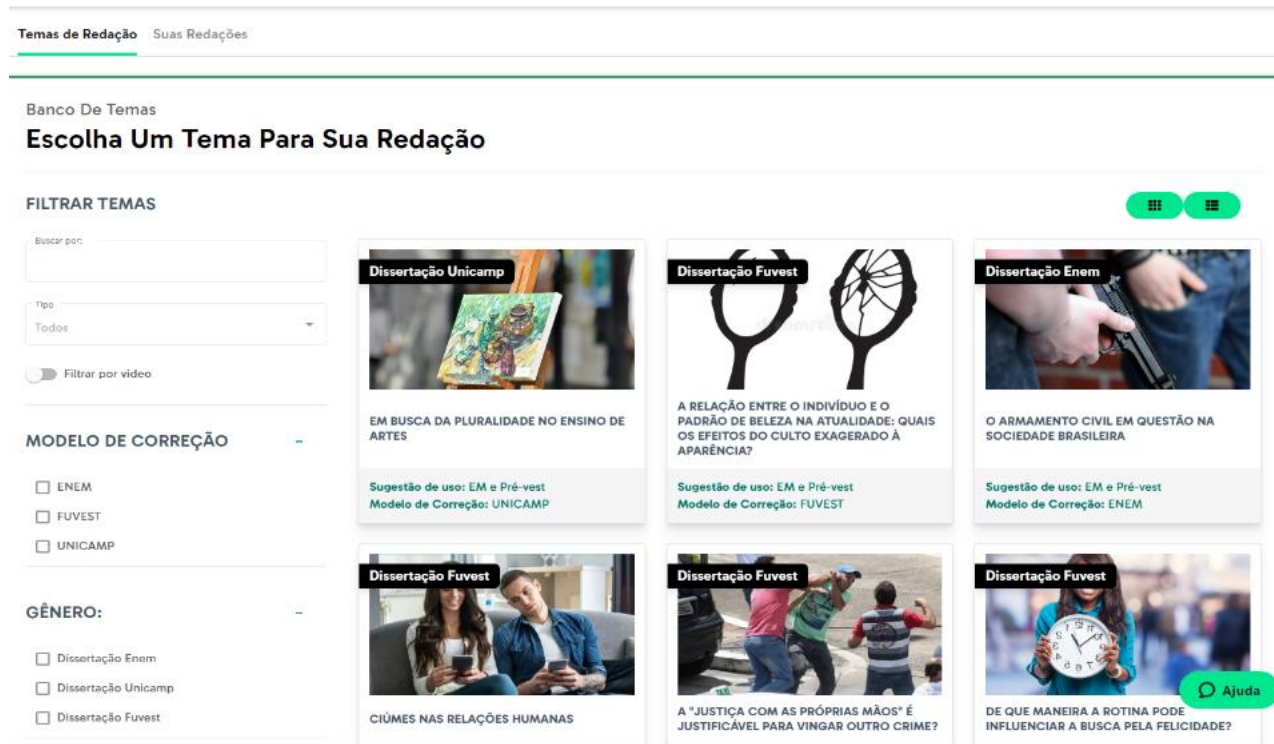 Temas de Redação Suas Redações
Banco De Temas
Escolha Um Tema Para Sua Redação
FILTRAR TEMAS
Buscar por:
Tipo
Todos
Filtrar por video
MODELO DE CORREÇÃO -
ENEM
FUVEST
UNICAMP
GÊNERO: -
Dissertação Enem
Dissertação Unicamp
Dissertação Fuvest
Dissertação Unicamp
EM BUSCA DA PLURALIDADE NO ENSINO DE
ARTES
Sugestão de uso: EM e Pré-vest
Modelo de Correção: UNICAMP
Dissertação Fuvest
A RELAÇÃO ENTRE O INDIVÍDUO E O
PADRÃO DE BELEZA NA ATUALIDADE: QUAIS
OS EFEITOS DO CULTO EXAGERADO À
APARÊNCIA?
Sugestão de uso: EM e Pré-vest
Modelo de Correção: FUVEST
Dissertação Enem
O ARMAMENTO CIVIL EM QUESTÃO NA
SOCIEDADE BRASILEIRA
Sugestão de uso: EM e Pré-vest
Modelo de Correção: ENEM
Dissertação Fuvest
CIÚMES NAS RELAÇÕES HUMANAS
Dissertação Fuvest
A "JUSTIÇA COM AS PRÓPRIAS MÃOS" É
JUSTIFICÁVEL PARA VINGAR OUTRO CRIME?
Dissertação Fuvest
DE QUE MANEIRA A ROTINA PODE
INFLUENCIAR A BUSCA PELA FELICIDADE?
Ajuda